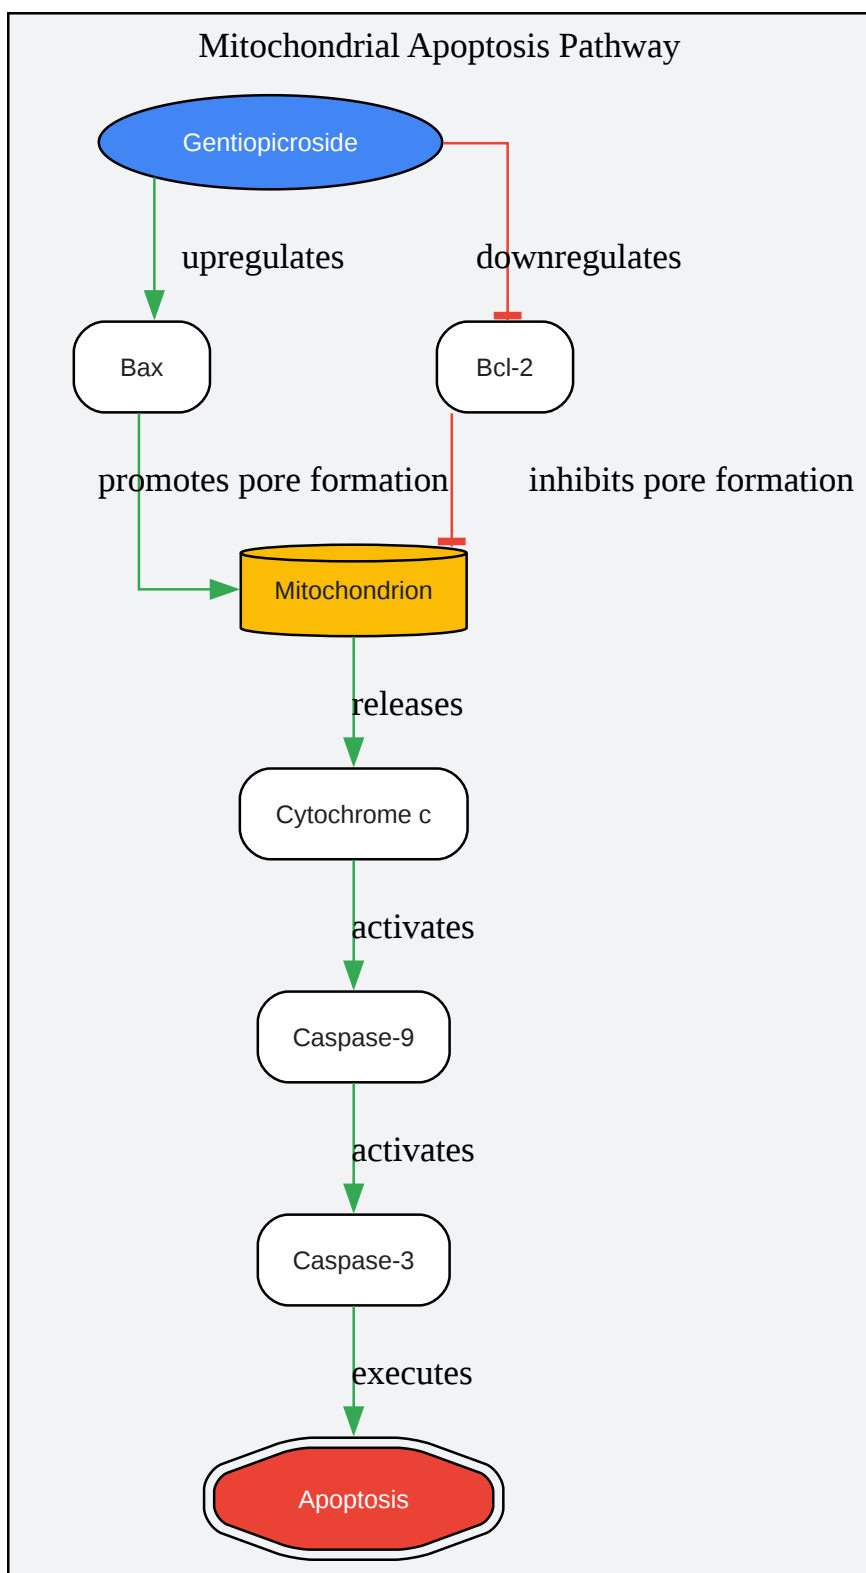 Mitochondrial Apoptosis Pathway
Gentiopicroside
upregulates
downregulates
Bax
Bcl-2
promotes pore formation
inhibits pore formation
Mitochondrion
releases
Cytochrome c
activates
Caspase-9
activates
Caspase-3
executes
Apoptosis